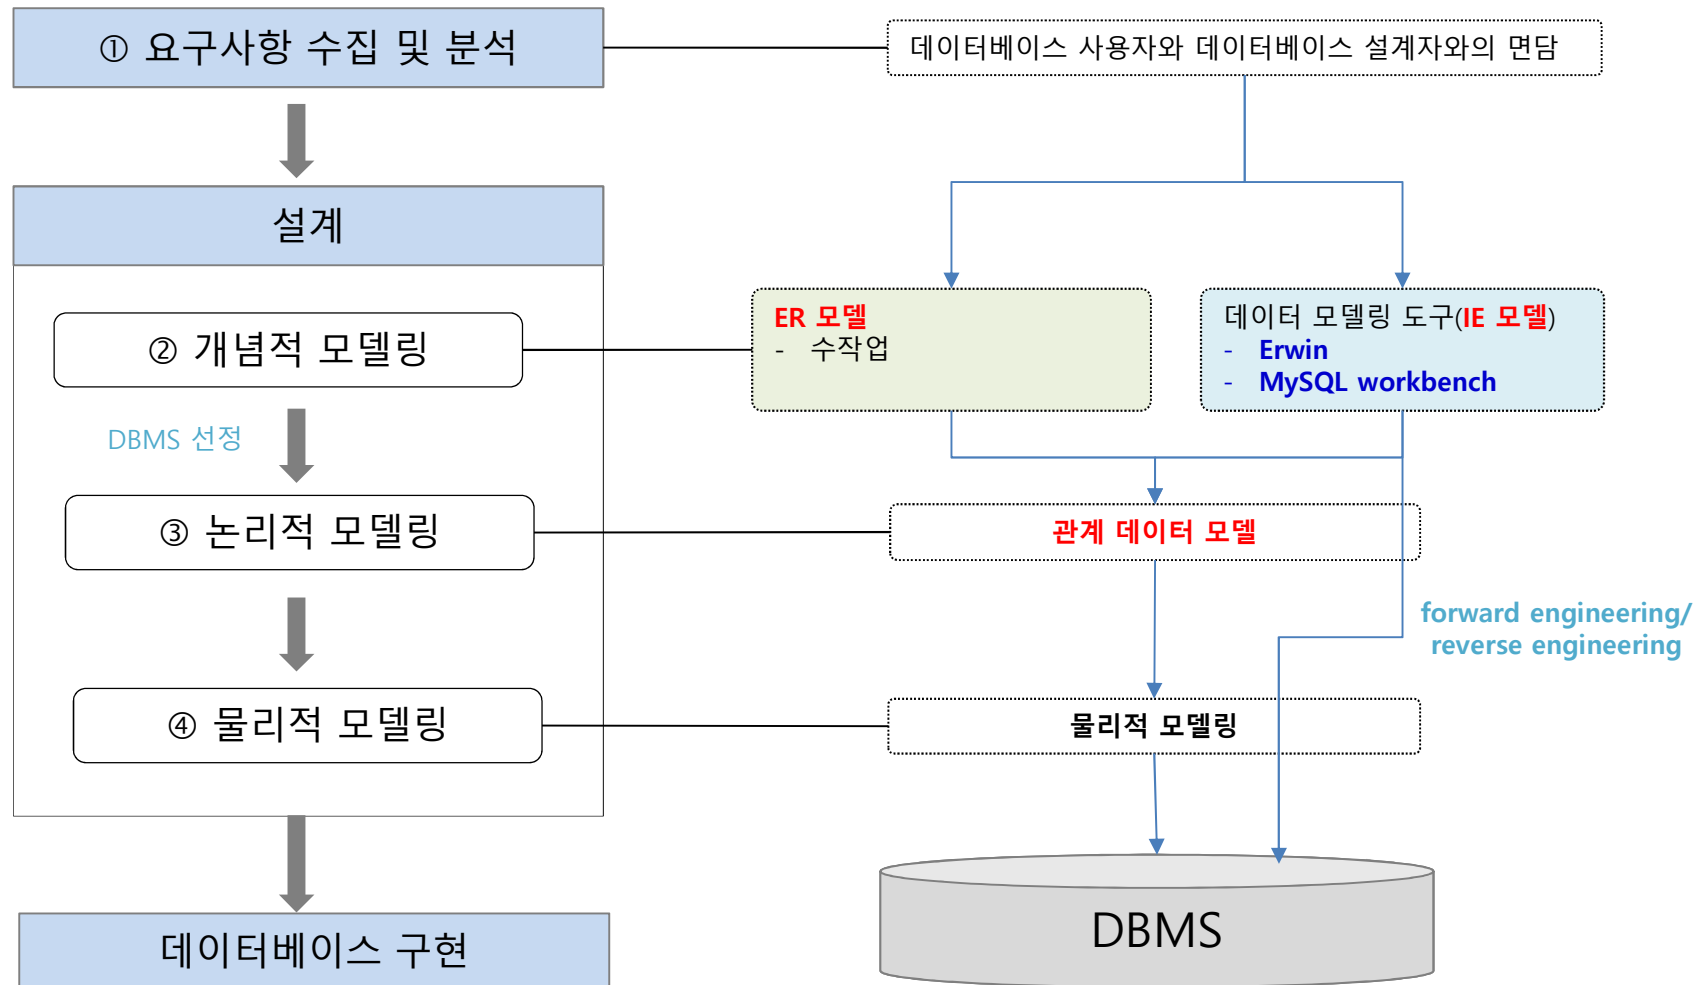 ① 요구사항 수집 및 분석
데이터베이스 사용자와 데이터베이스 설계자와의 면담
설계
② 개념적 모델링
ER 모델
- 수작업
데이터 모델링 도구(IE 모델)
- Erwin
- MySQL workbench
DBMS 선정
③ 논리적 모델링
관계 데이터 모델
forward engineering/
reverse engineering
④ 물리적 모델링
물리적 모델링
데이터베이스 구현
DBMS